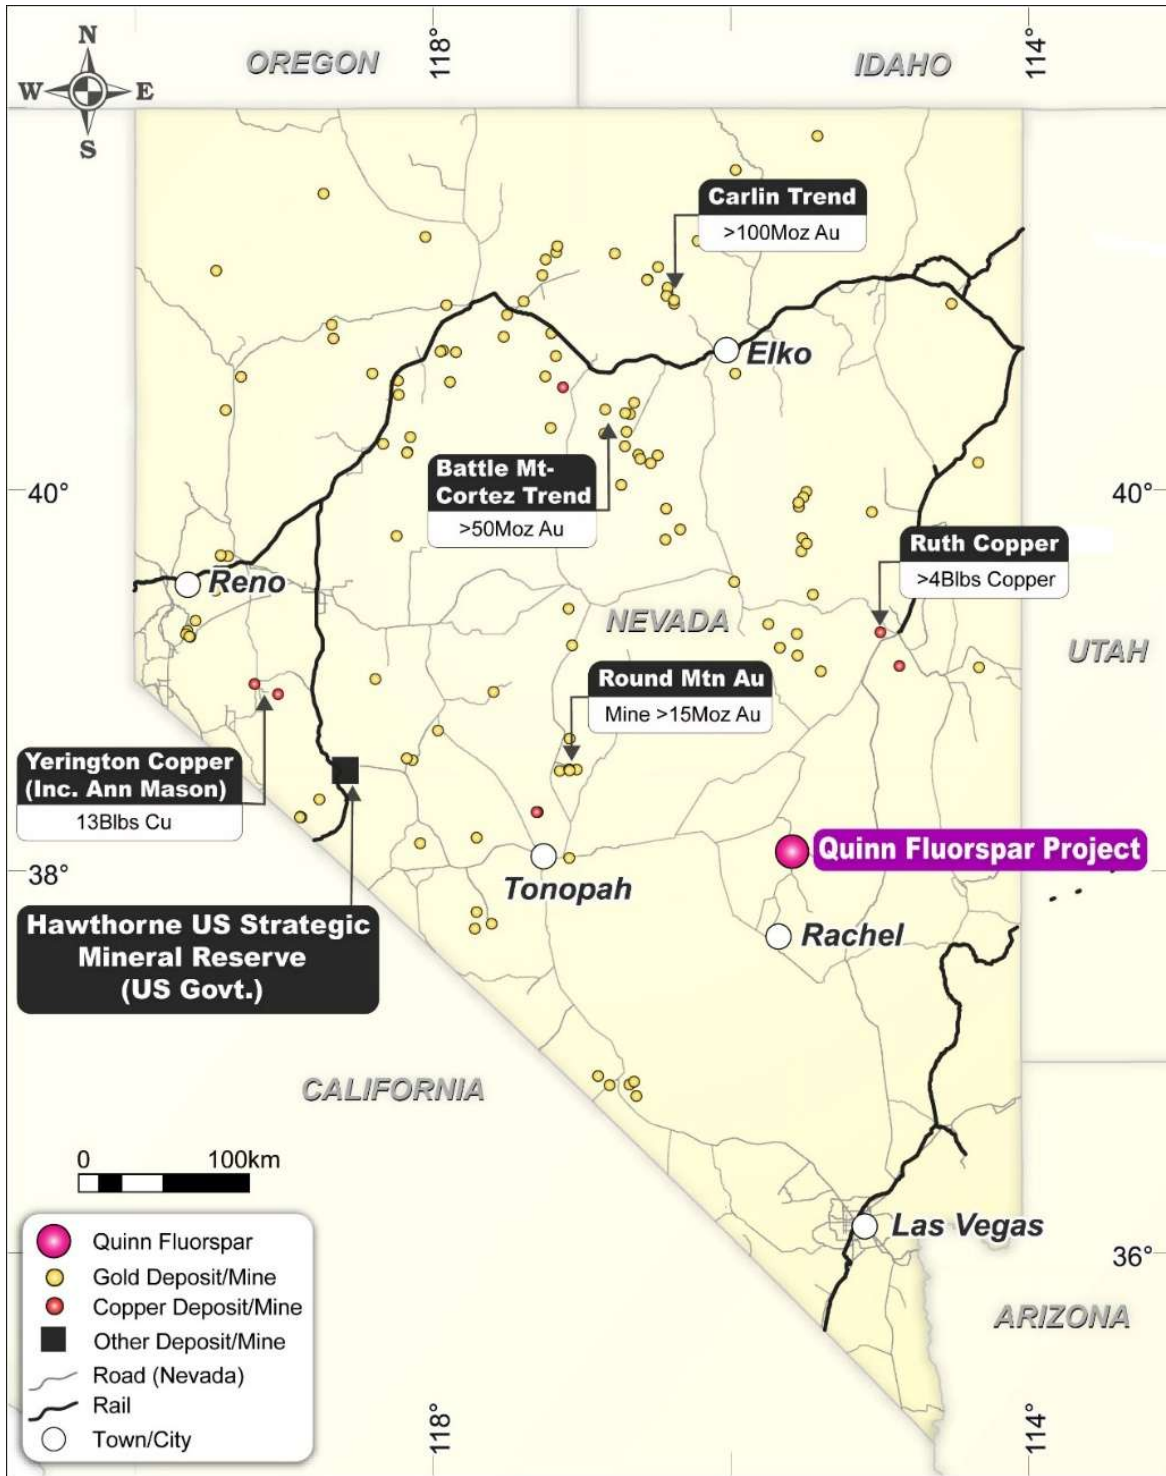 N
W
E
S
OREGON
118°
IDAHO
114°
Carlin Trend
>100Moz Au
Elko
Battle Mt-
Cortez Trend
>50Moz Au
40°
40°
Ruth Copper
>4Blbs Copper
Reno
NEVADA
UTAH
Round Mtn Au
Mine >15Moz Au
Yerington Copper
(Inc. Ann Mason)
13Blbs Cu
Quinn Fluorspar Project
38°
Tonopah
Hawthorne US Strategic
Mineral Reserve
(US Govt.)
Rachel
CALIFORNIA
0
100km
Las Vegas
36°
ARIZONA
Quinn Fluorspar
Gold Deposit/Mine
Copper Deposit/Mine
Other Deposit/Mine
Road (Nevada)
Rail
Town/City
118°
114°